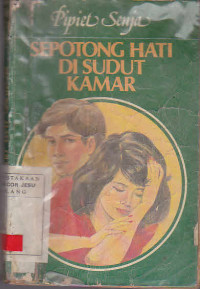 Pipiet Senja
SEPOTONG HATI
DI SUDUT
KAMAR